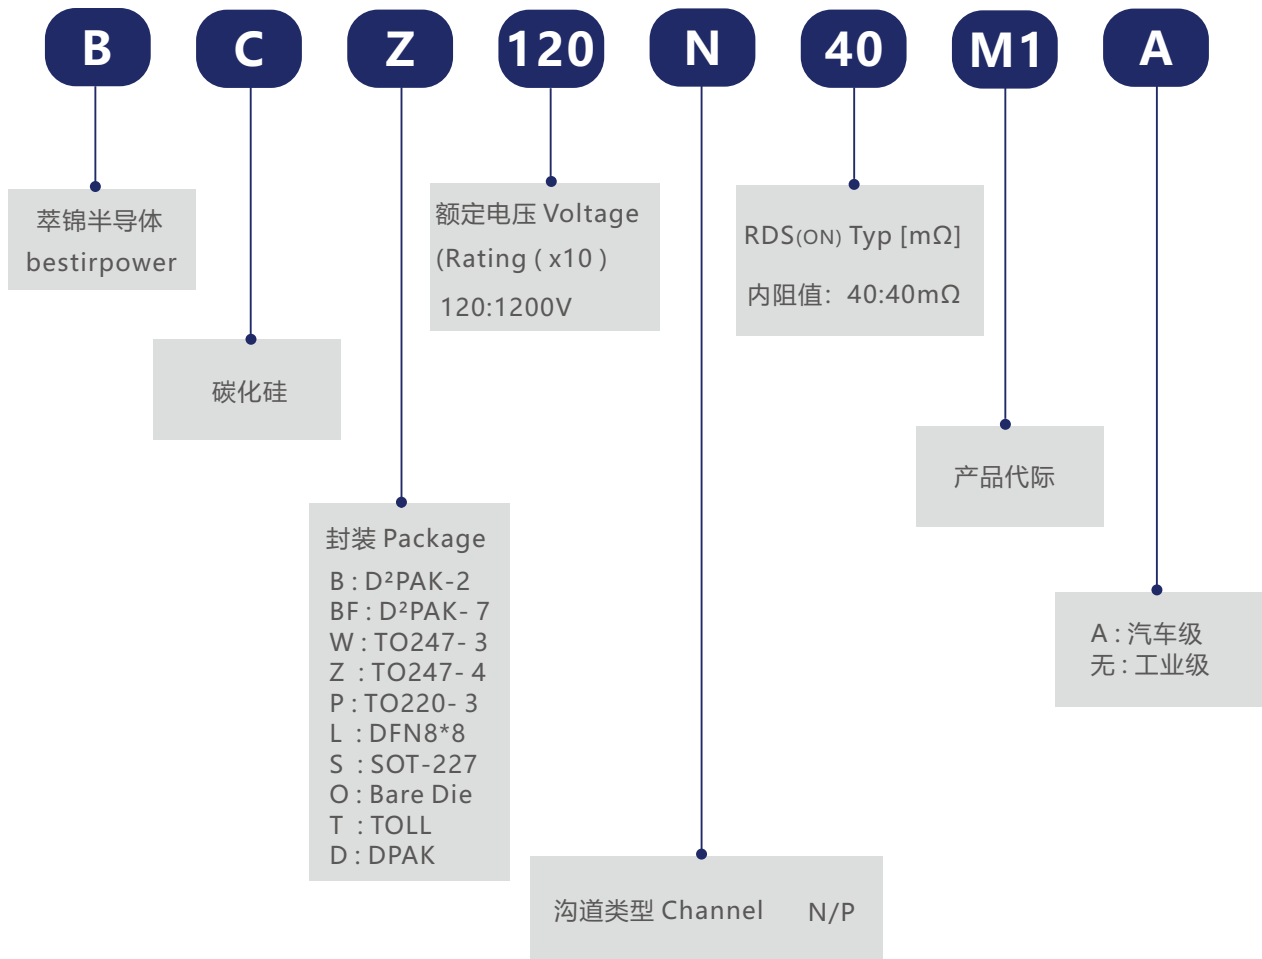 B
C
Z
120
N
40
M1
A
萃锦半导体
bestirpower
碳化硅
封装 Package
B : D²PAK-2
BF : D²PAK- 7
W : TO247- 3
Z : TO247- 4
P : TO220- 3
L : DFN8*8
S : SOT-227
O : Bare Die
T : TOLL
D : DPAK
额定电压 Voltage
(Rating ( x10 )
120:1200V
沟道类型 Channel N/P
RDS(ON) Typ [mΩ]
内阻值：40:40mΩ
产品代际
A : 汽车级
无 : 工业级